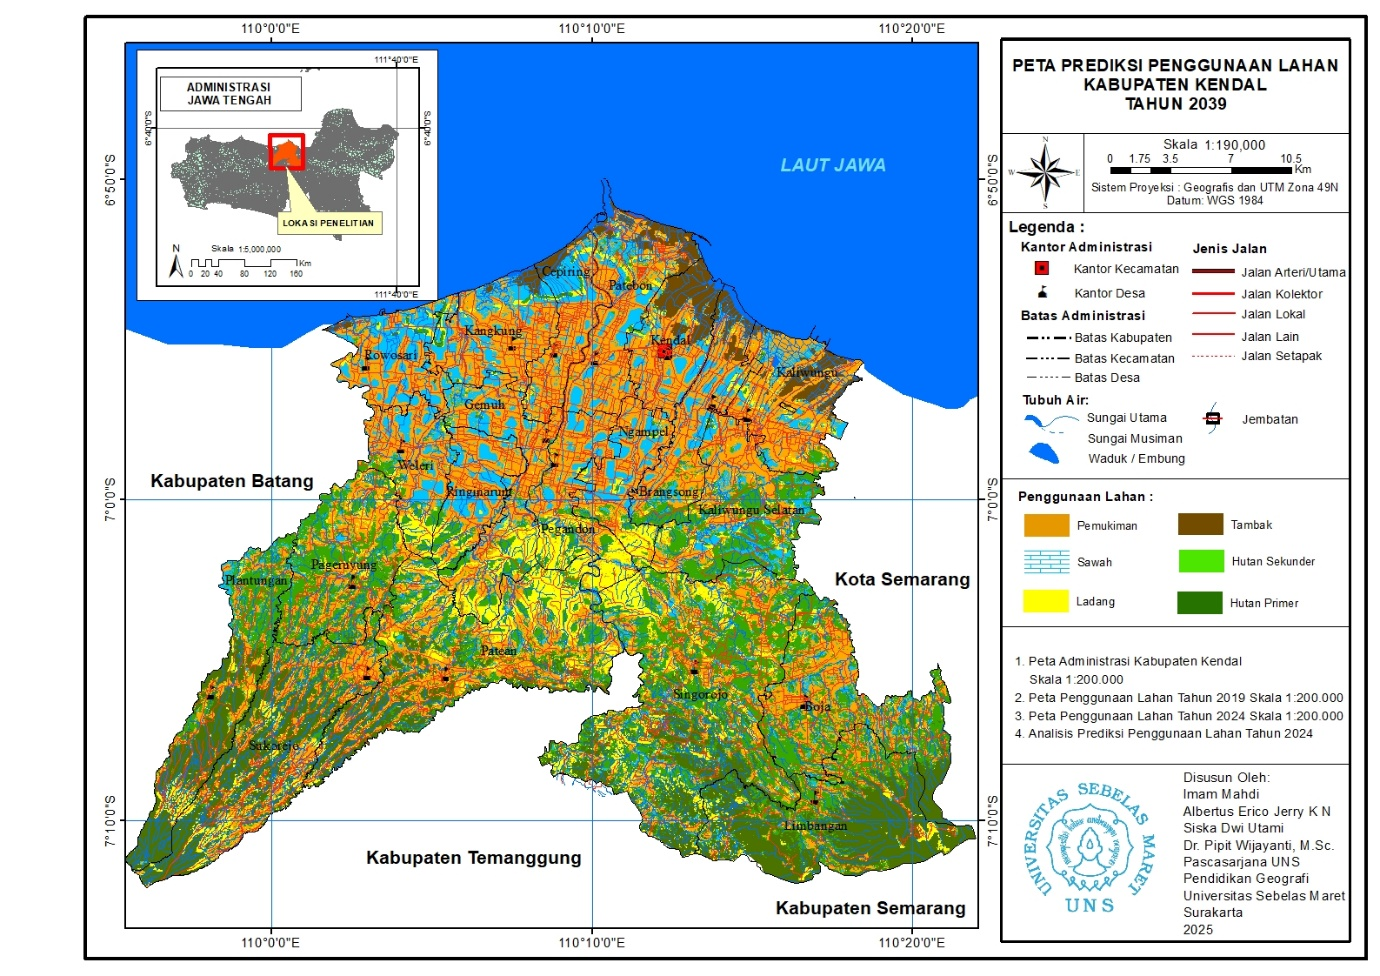 110°0'0"E
110°10'0"E
110°20'0"E
111°40'0"E
ADMINISTRASI
JAWA TENGAH
6°40'0"S
6°40'0"S
LOKASI PENELITIAN
N
Skala 1:5,000,000
Km
0 20 40 80 120 160
111°40'0"E
LAUT JAWA
6°50'0"S
6°50'0"S
Cepiring
Patebon
Kangkung
Kendal
Rowosari
Kaliwungu
Gemuh
Ngampel
Weleri
Kabupaten Batang
Ringinarum
Brangsong
7°0'0"S
7°0'0"S
Kaliwungu Selatan
Pegandon
Pageruyung
Plantungan
Kota Semarang
Patean
Singorojo
Boja
Sukorejo
7°10'0"S
7°10'0"S
Limbangan
Kabupaten Temanggung
Kabupaten Semarang
110°0'0"E
110°10'0"E
110°20'0"E
PETA PREDIKSI PENGGUNAAN LAHAN
KABUPATEN KENDAL
TAHUN 2039
N
W
E
S
Skala 1:190,000
0 1.75 3.5 7 10.5
Km
Sistem Proyeksi : Geografis dan UTM Zona 49N
Datum: WGS 1984
Legenda :
Kantor Administrasi
Kantor Kecamatan
Kantor Desa
Batas Administrasi
Batas Kabupaten
Batas Kecamatan
Batas Desa
Tubuh Air:
Sungai Utama
Sungai Musiman
Waduk / Embung
Jenis Jalan
Jalan Arteri/Utama
Jalan Kolektor
Jalan Lokal
Jalan Lain
Jalan Setapak
Jembatan
Penggunaan Lahan :
Pemukiman
Sawah
Ladang
Tambak
Hutan Sekunder
Hutan Primer
1. Peta Administrasi Kabupaten Kendal
Skala 1:200.000
2. Peta Penggunaan Lahan Tahun 2019 Skala 1:200.000
3. Peta Penggunaan Lahan Tahun 2024 Skala 1:200.000
4. Analisis Prediksi Penggunaan Lahan Tahun 2024
UNIVERSITAS SEBELAS MARET
UNS
Disusun Oleh:
Imam Mahdi
Albertus Erico Jerry K N
Siska Dwi Utami
Dr. Pipit Wijayanti, M.Sc.
Pascasarjana UNS
Pendidikan Geografi
Universitas Sebelas Maret
Surakarta
2025